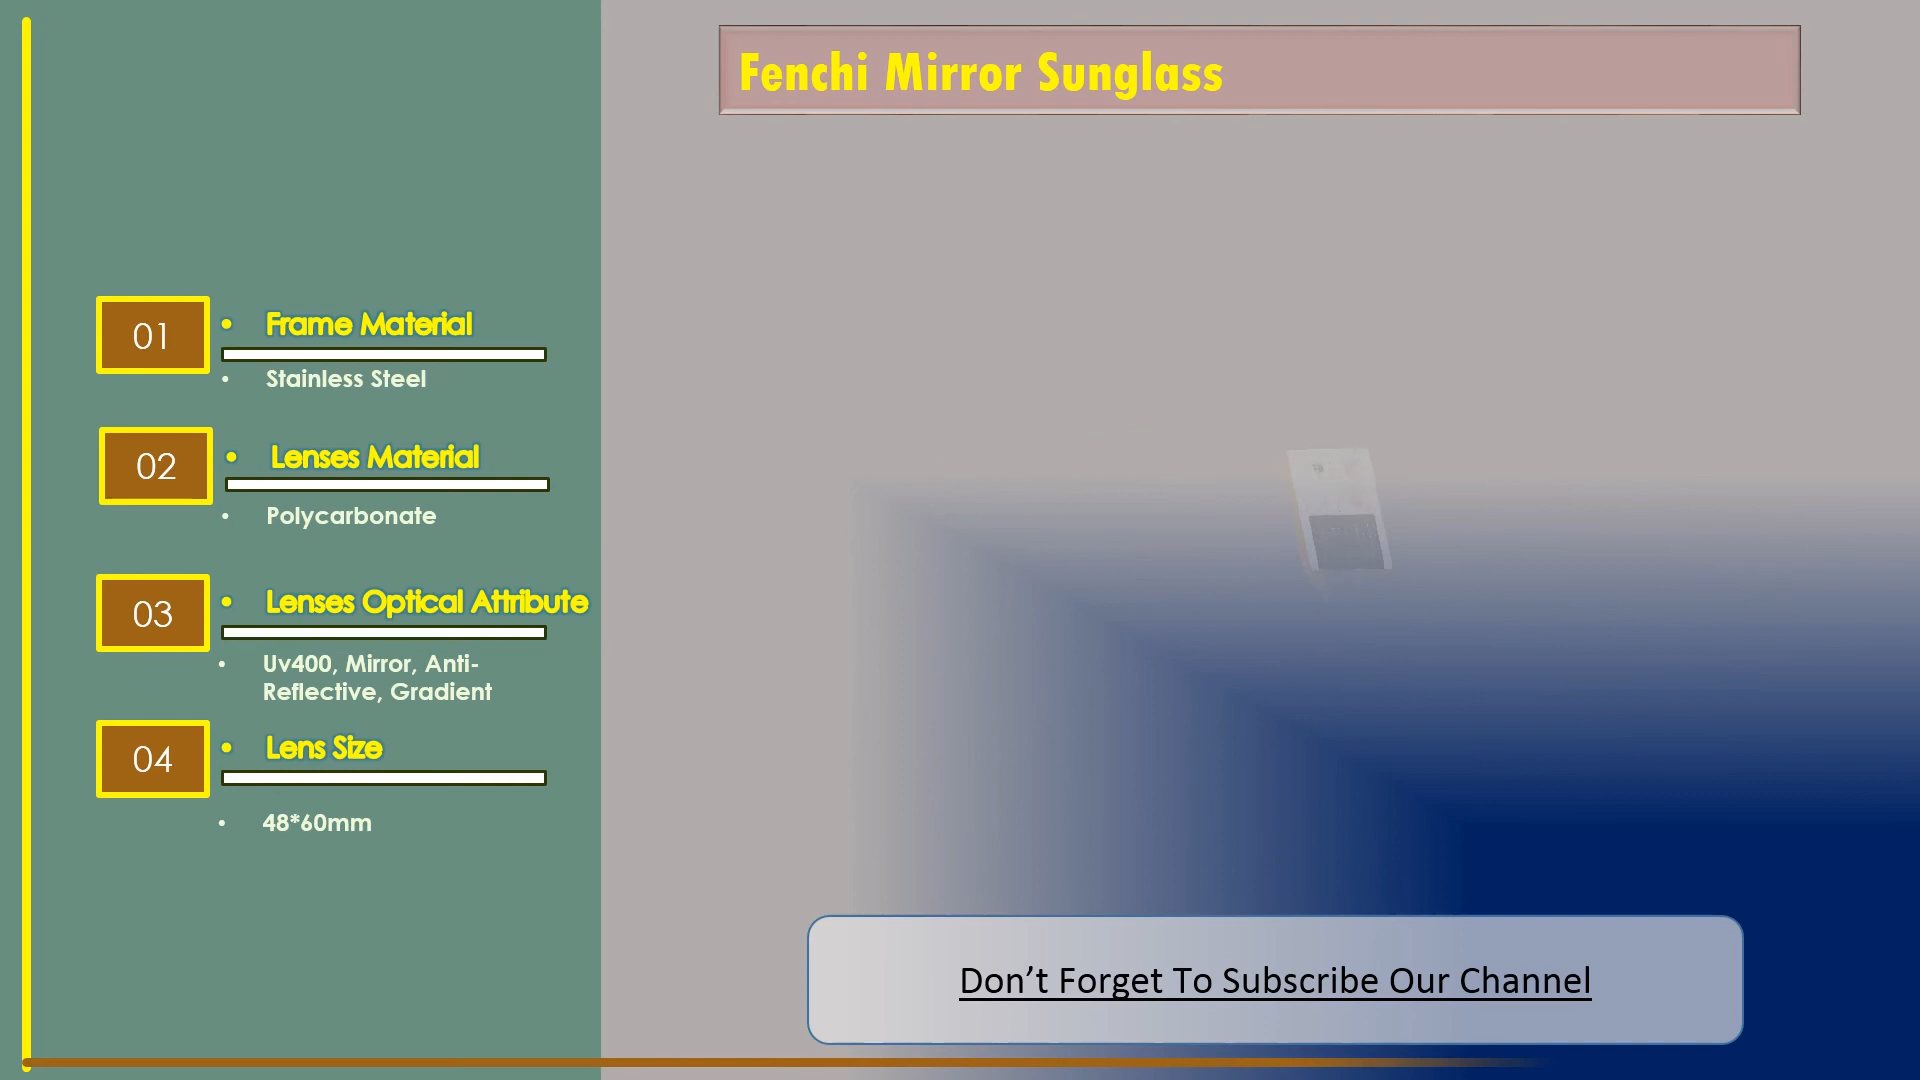 Fenchi Mirror Sunglass
01
• Frame Material
• Stainless Steel
02
• Lenses Material
• Polycarbonate
03
• Lenses Optical Attribute
• Uv400, Mirror, Anti-
Reflective, Gradient
04
• Lens Size
• 48*60mm
Don’t Forget To Subscribe Our Channel